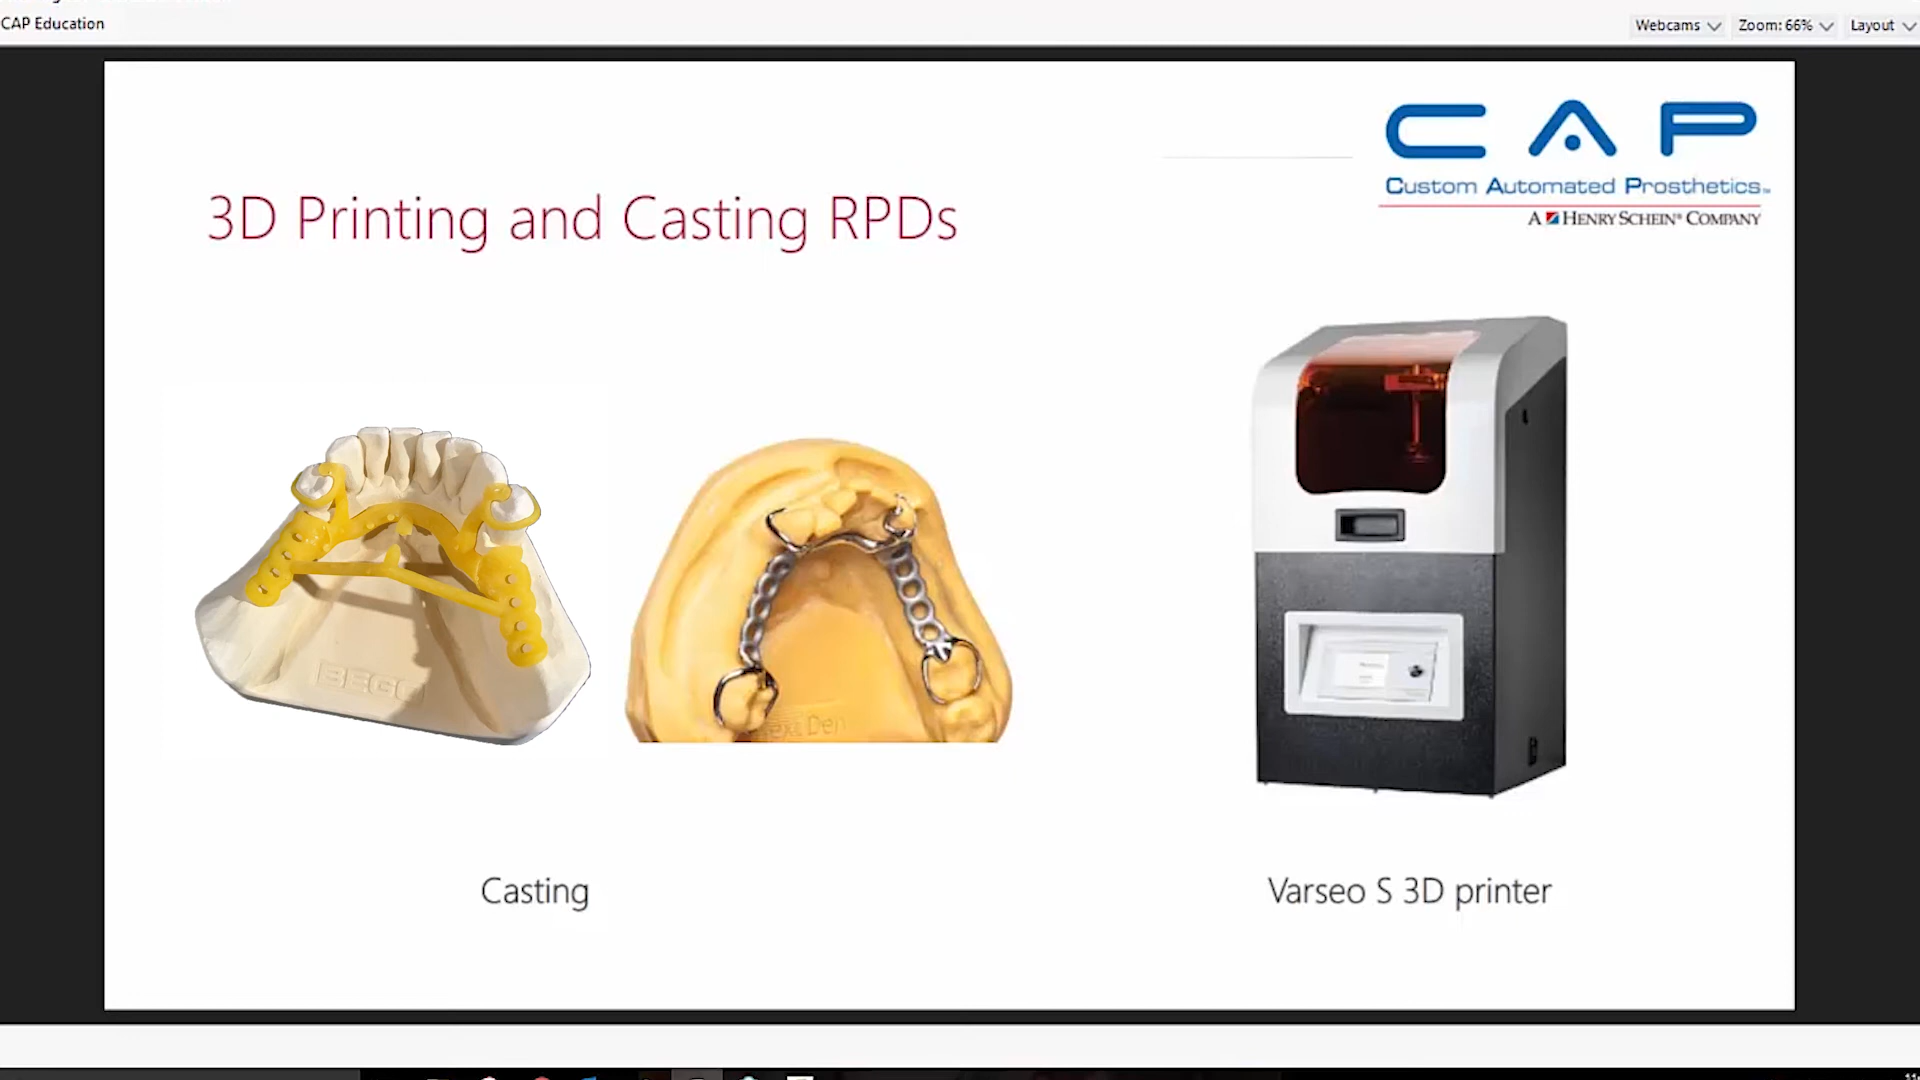 CAP Education
Webcams
Zoom: 66%
Layout
CAP
Custom Automated Prosthetics
A HENRY SCHEIN® COMPANY
3D Printing and Casting RPDs
BEGO
Casting
Varseo S 3D printer